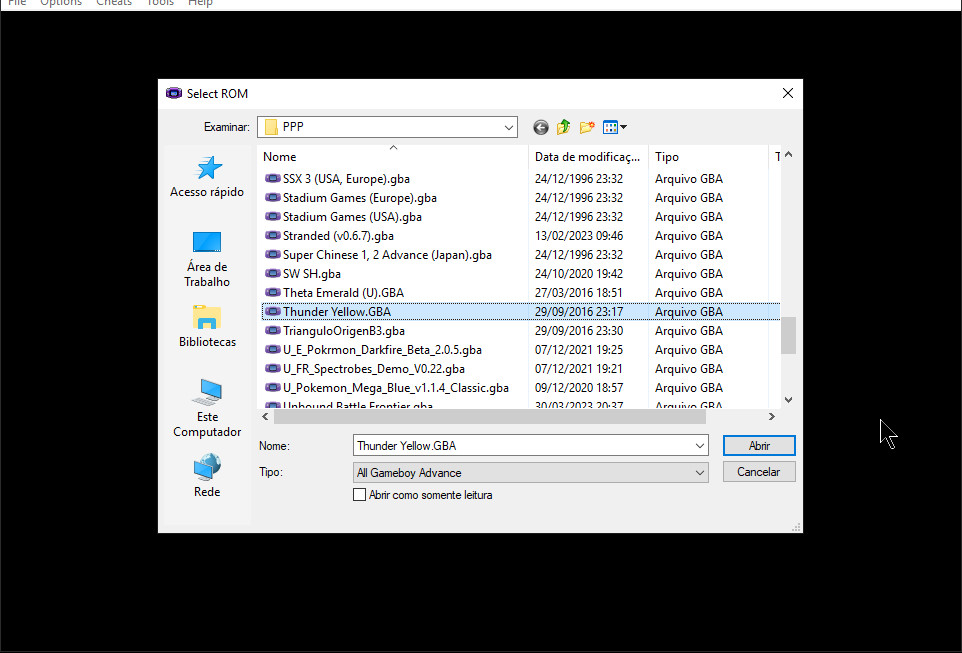 File Options Cheats Tools Help
Select ROM
Examinar: PPP
Nome Data de modificaç... Tipo T
SSX 3 (USA, Europe).gba 24/12/1996 23:32 Arquivo GBA
Stadium Games (Europe).gba 24/12/1996 23:32 Arquivo GBA
Stadium Games (USA).gba 24/12/1996 23:32 Arquivo GBA
Stranded (v0.6.7).gba 13/02/2023 09:46 Arquivo GBA
Super Chinese 1, 2 Advance (Japan).gba 24/12/1996 23:32 Arquivo GBA
SW SH.gba 24/10/2020 19:42 Arquivo GBA
Theta Emerald (U).GBA 27/03/2016 18:51 Arquivo GBA
Thunder Yellow.GBA 29/09/2016 23:17 Arquivo GBA
TrianguloOrigenB3.gba 29/09/2016 23:30 Arquivo GBA
U_E_Pokrmon_Darkfire_Beta_2.0.5.gba 07/12/2021 19:25 Arquivo GBA
U_FR_Spectrobes_Demo_V0.22.gba 07/12/2021 19:21 Arquivo GBA
U_Pokemon_Mega_Blue_v1.1.4_Classic.gba 09/12/2020 18:57 Arquivo GBA
Unbound Battle Frontier.gba 30/03/2023 20:37 Arquivo GBA
Acesso rápido
Área de
Trabalho
Bibliotecas
Este
Computador
Rede
Nome: Thunder Yellow.GBA Abrir
Tipo: All Gameboy Advance Cancelar
Abrir como somente leitura